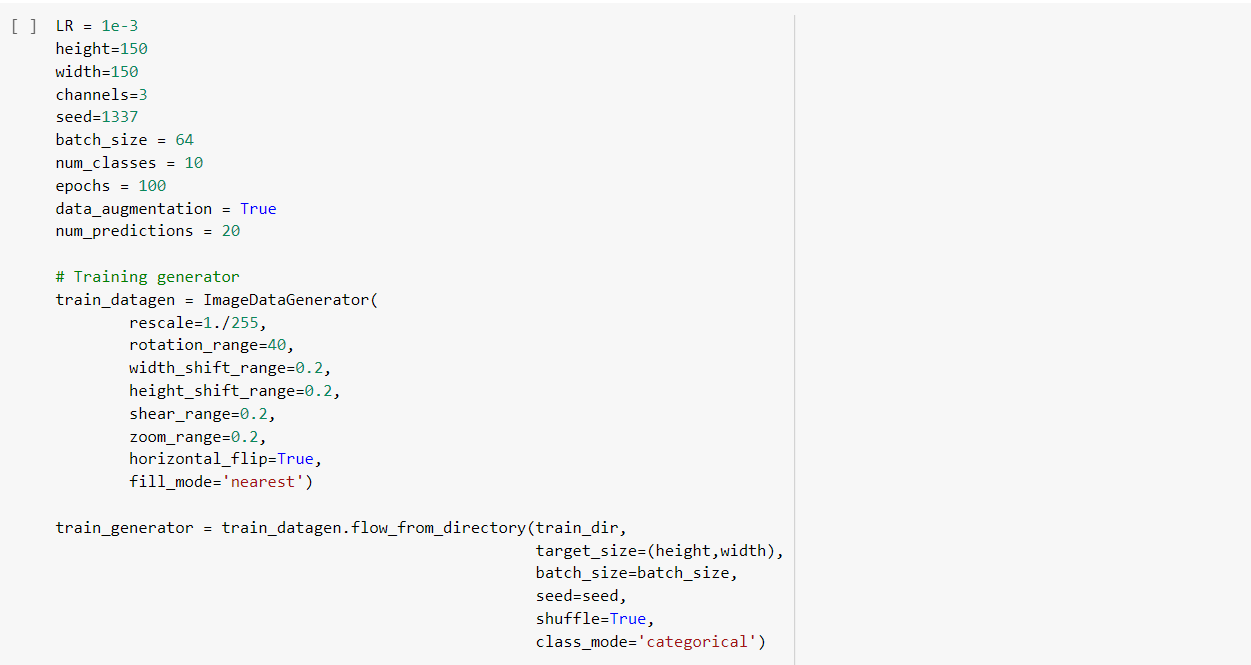 [ ] LR = 1e-3
height=150
width=150
channels=3
seed=1337
batch_size = 64
num_classes = 10
epochs = 100
data_augmentation = True
num_predictions = 20
# Training generator
train_datagen = ImageDataGenerator(
rescale=1./255,
rotation_range=40,
width_shift_range=0.2,
height_shift_range=0.2,
shear_range=0.2,
zoom_range=0.2,
horizontal_flip=True,
fill_mode='nearest')
train_generator = train_datagen.flow_from_directory(train_dir,
target_size=(height,width),
batch_size=batch_size,
seed=seed,
shuffle=True,
class_mode='categorical')